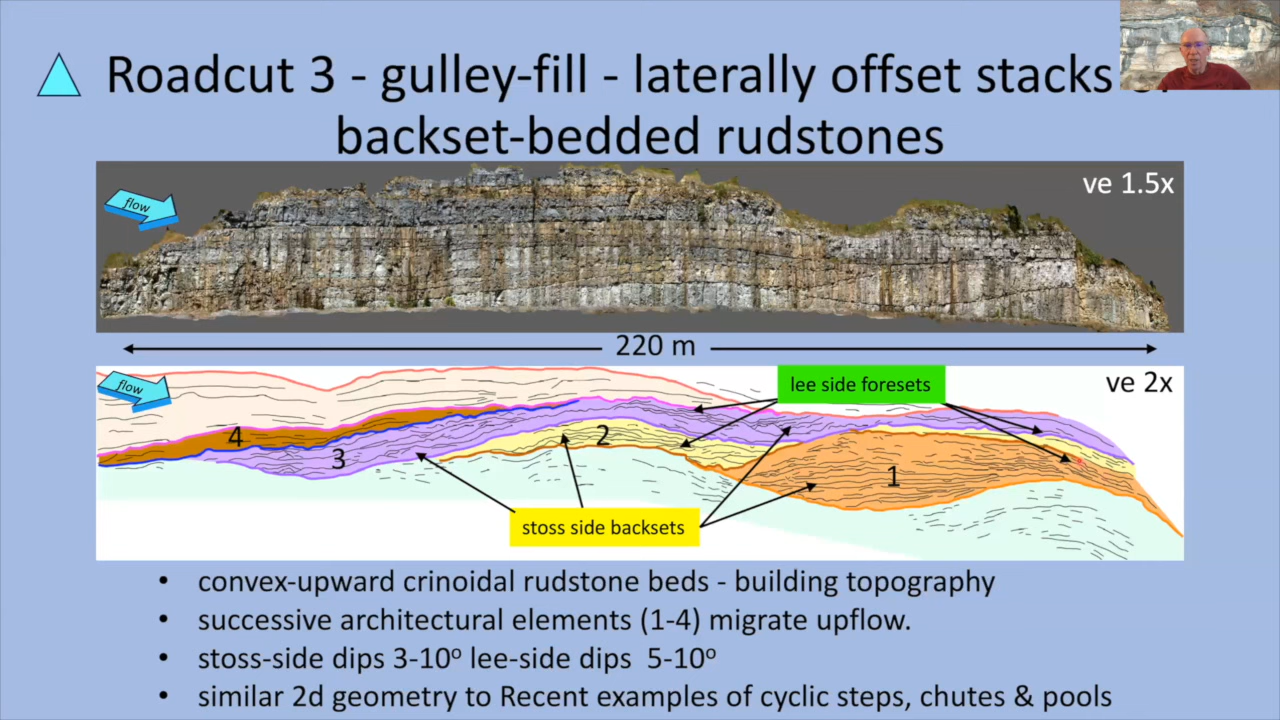 Roadcut 3 - gulley-fill - laterally offset stacks
backset-bedded rudstones
flow
ve 1.5x
220 m
flow
lee side foresets
ve 2x
4
3
2
1
stoss side backsets
• convex-upward crinoidal rudstone beds - building topography
• successive architectural elements (1-4) migrate upflow.
• stoss-side dips 3-10º lee-side dips 5-10º
• similar 2d geometry to Recent examples of cyclic steps, chutes & pools